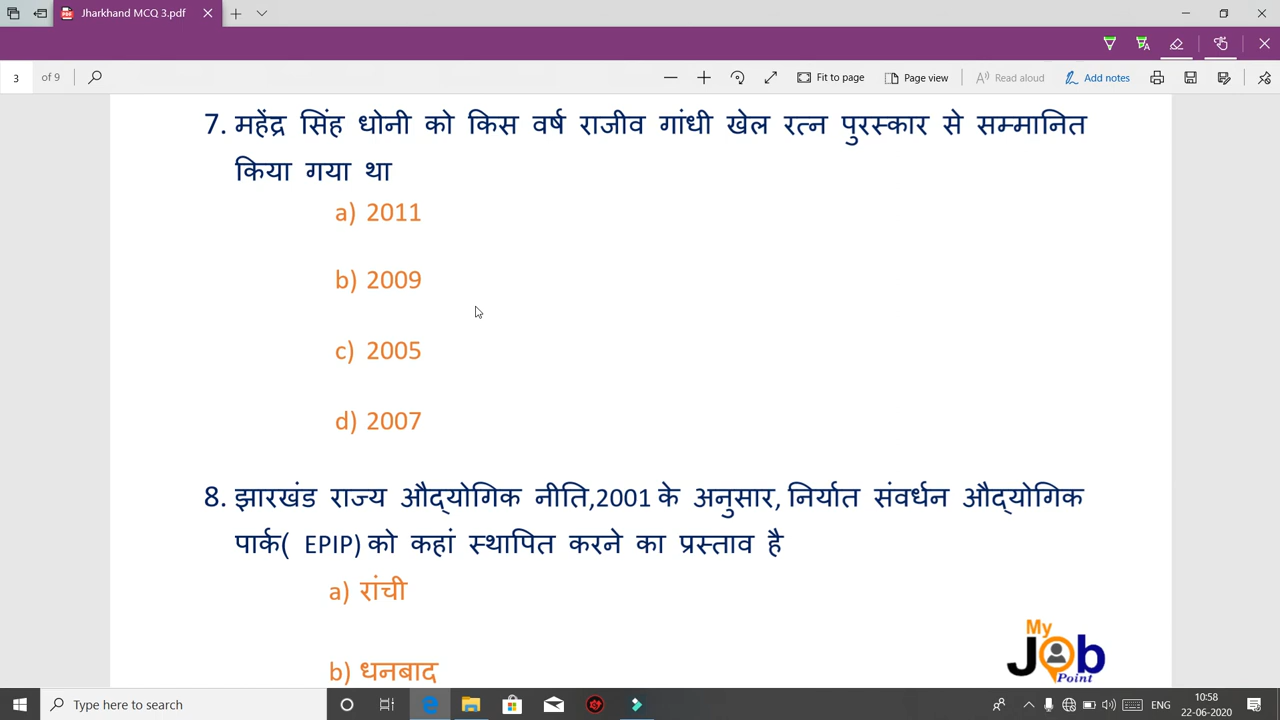 Jharkhand MCQ 3.pdf
3 of 9 Fit to page Page view Read aloud Add notes
7. महेंद्र सिंह धोनी को किस वर्ष राजीव गांधी खेल रत्न पुरस्कार से सम्मानित
किया गया था
a) 2011
b) 2009
c) 2005
d) 2007
8. झारखंड राज्य औद्योगिक नीति,2001 के अनुसार, निर्यात संवर्धन औद्योगिक
पार्क( EPIP) को कहां स्थापित करने का प्रस्ताव है
a) रांची
b) धनबाद
My
JOb
Point
Type here to search
ENG
10:58
22-06-2020